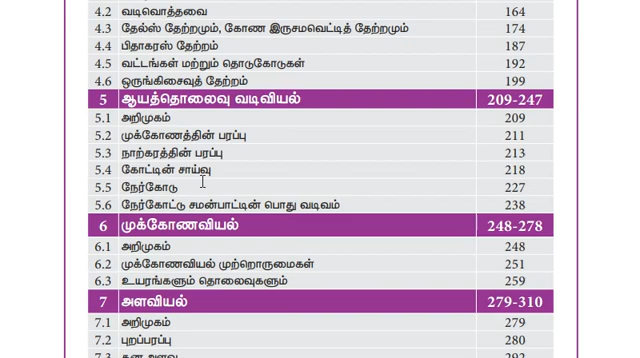 4.2 வடிவொத்தவை 164
4.3 தேல்ஸ் தேற்றமும், கோண இருசமவெட்டித் தேற்றம் 174
4.4 பிதாகரஸ் தேற்றம் 187
4.5 வட்டங்கள் மற்றும் தொடுகோடுகள் 192
4.6 ஒருங்கிசைவுத் தேற்றம் 199
5 ஆயத்தொலைவு வடிவியல் 209-247
5.1 அறிமுகம் 209
5.2 முக்கோணத்தின் பரப்பு 211
5.3 நாற்கரத்தின் பரப்பு 213
5.4 கோட்டின் சாய்வு 218
5.5 நேர்கோடு 227
5.6 நேர்கோட்டு சமன்பாட்டின் பொது வடிவம் 238
6 முக்கோணவியல் 248-278
6.1 அறிமுகம் 248
6.2 முக்கோணவியல் முற்றொருமைகள் 251
6.3 உயரங்களும் தொலைவுகளும் 259
7 அளவியல் 279-310
7.1 அறிமுகம் 279
7.2 புறப்பரப்பு 280
7.3 கன அளவு 292